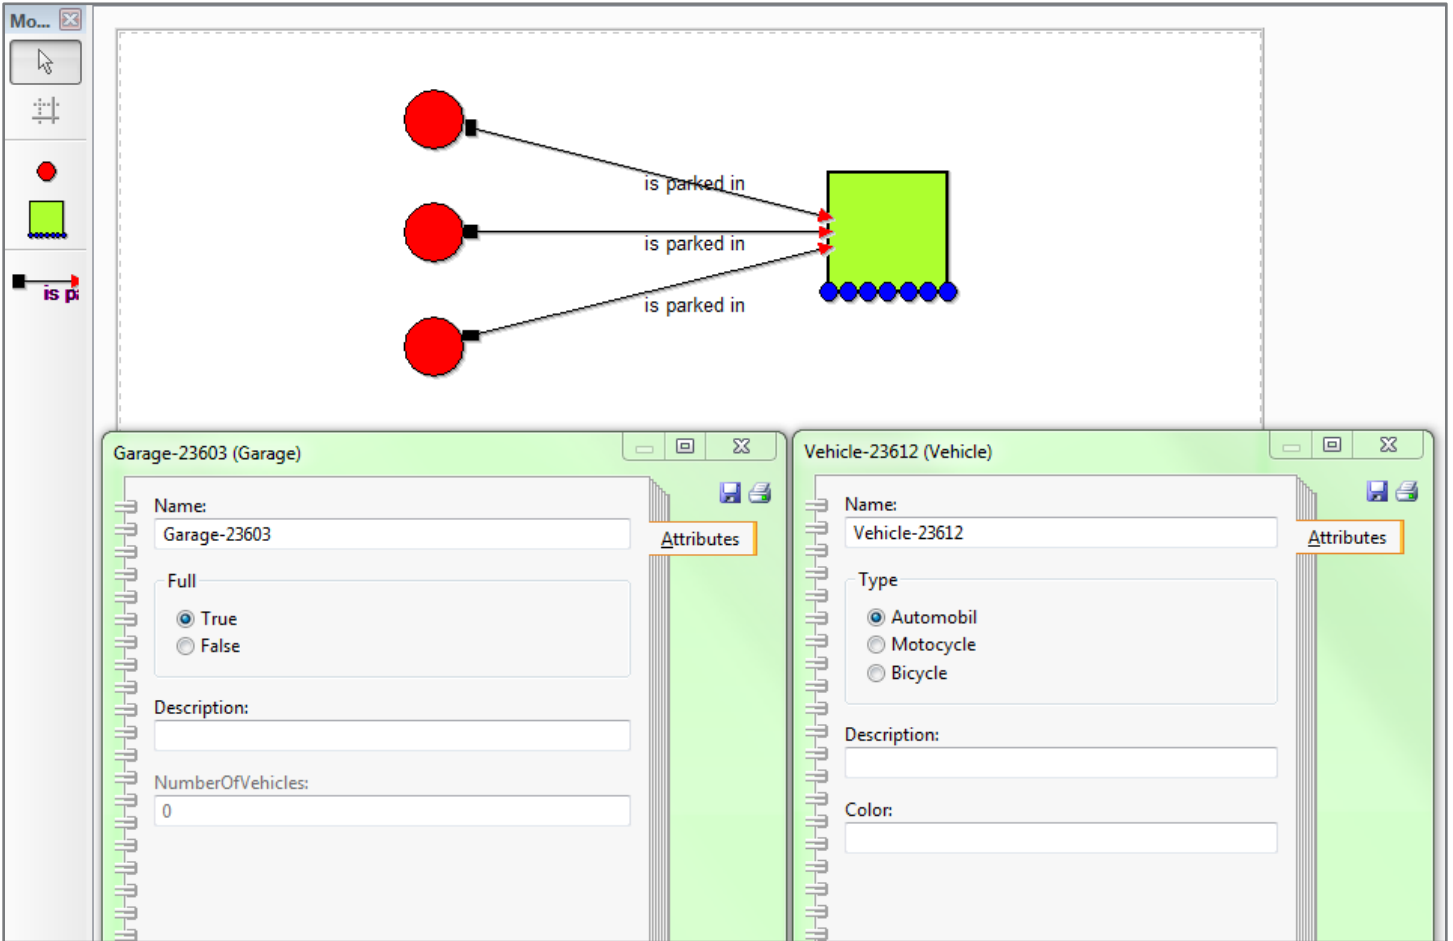 Mo...
is parked in
is parked in
is p
is parked in
Garage-23603 (Garage)
Name:
Garage-23603
Attributes
Full
True
False
Description:
NumberOfVehicles:
0
Vehicle-23612 (Vehicle)
Name:
Vehicle-23612
Attributes
Type
Automobil
Motocycle
Bicycle
Description:
Color: